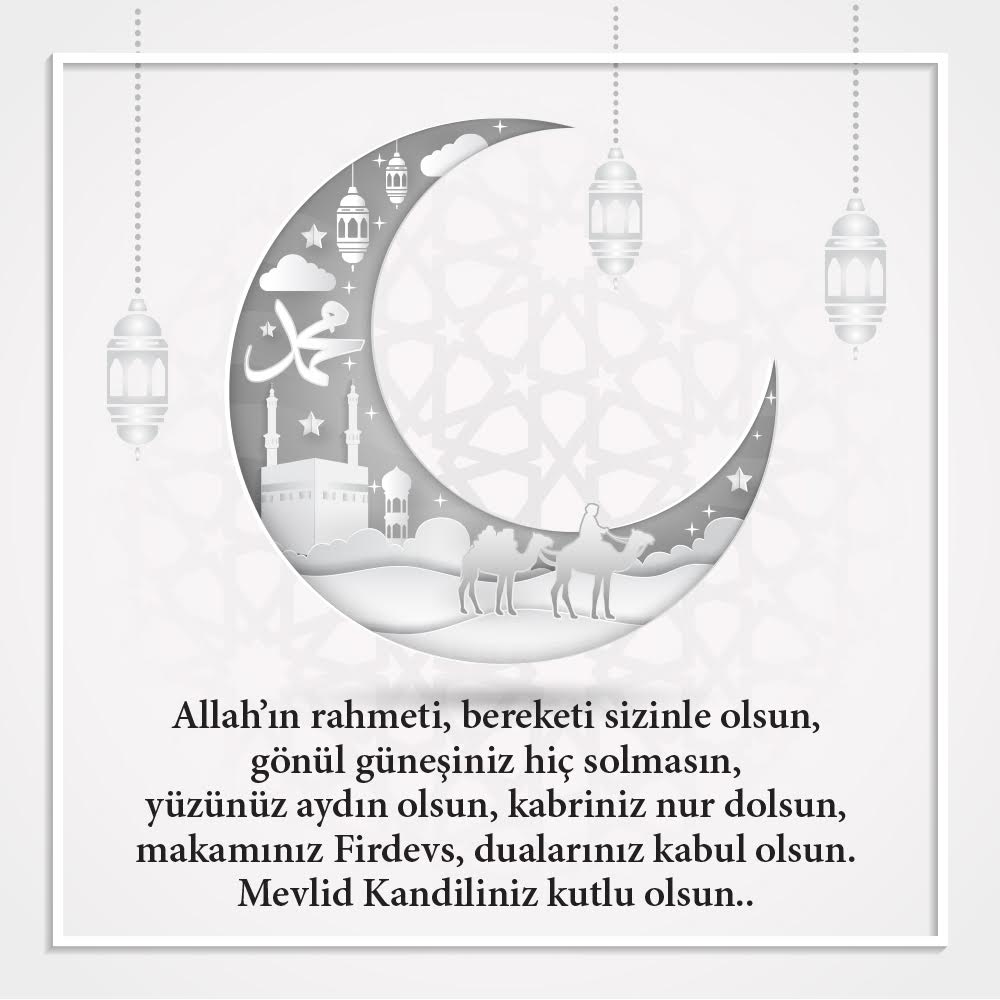 محمد
Allah’ın rahmeti, bereketi sizinle olsun,
gönül güneşiniz hiç solmasın,
yüzünüz aydın olsun, kabriniz nur dolsun,
makamınız Firdevs, dualarınız kabul olsun.
Mevlid Kandiliniz kutlu olsun..